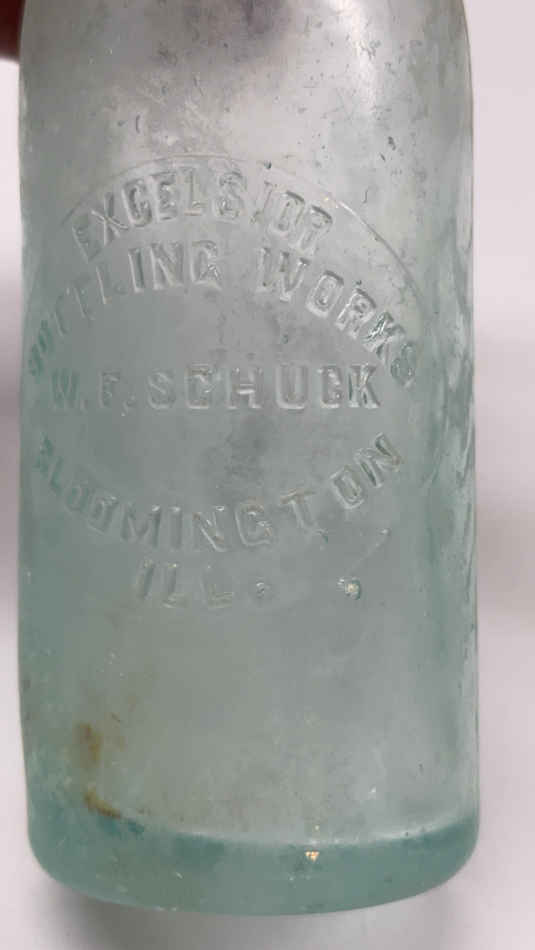 EXCELSIOR
BOTTLING WORKS
W.F. SCHUCK
BLOOMINGTON
ILL.